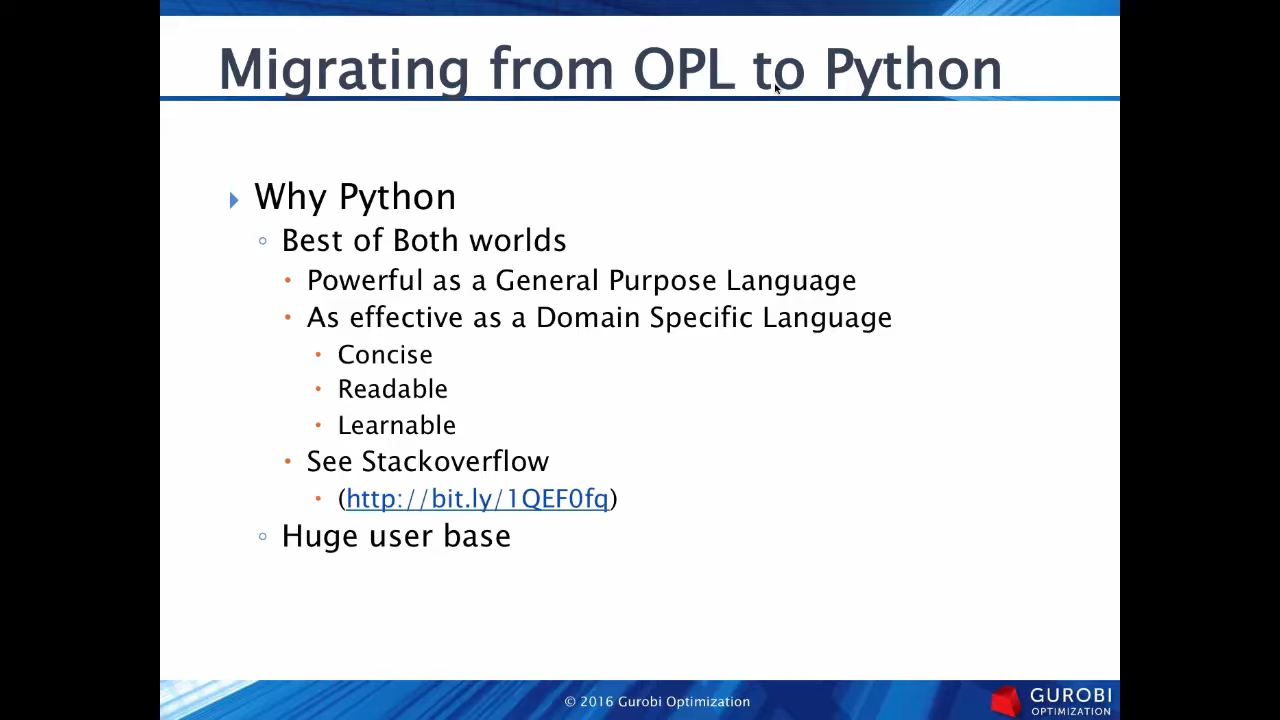 Migrating from OPL to Python
Why Python
Best of Both worlds
Powerful as a General Purpose Language
As effective as a Domain Specific Language
Concise
Readable
Learnable
See Stackoverflow
(http://bit.ly/1QEF0fq)
Huge user base
© 2016 Gurobi Optimization
GUROBI
OPTIMIZATION